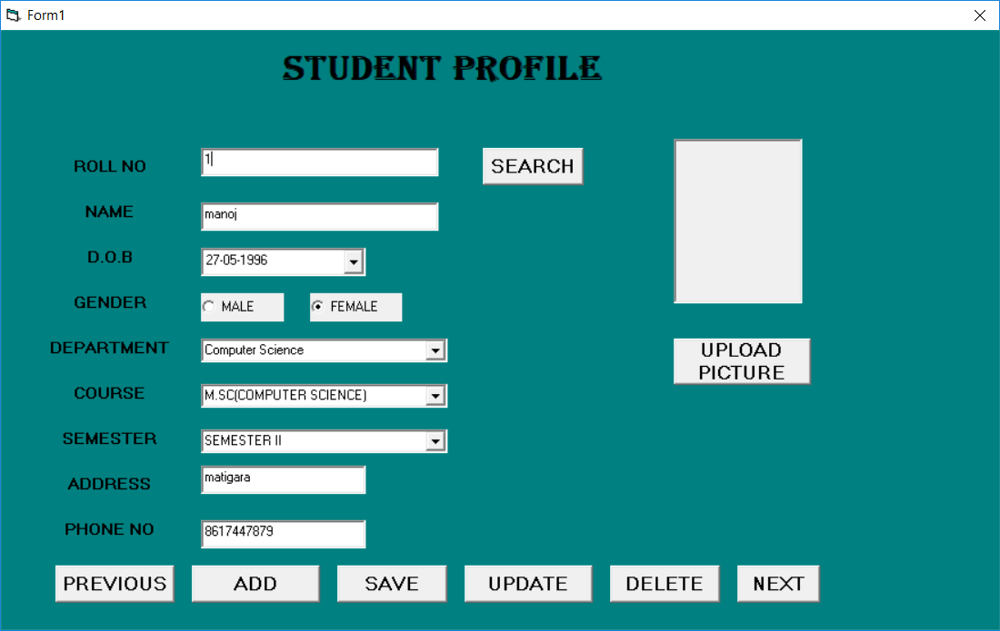 Form1
STUDENT PROFILE
ROLL NO 1 SEARCH
NAME manoj
D.O.B 27-05-1996
GENDER MALE FEMALE
DEPARTMENT Computer Science
UPLOAD
PICTURE
COURSE M.SC(COMPUTER SCIENCE)
SEMESTER SEMESTER II
ADDRESS matigara
PHONE NO 8617447879
PREVIOUS ADD SAVE UPDATE DELETE NEXT